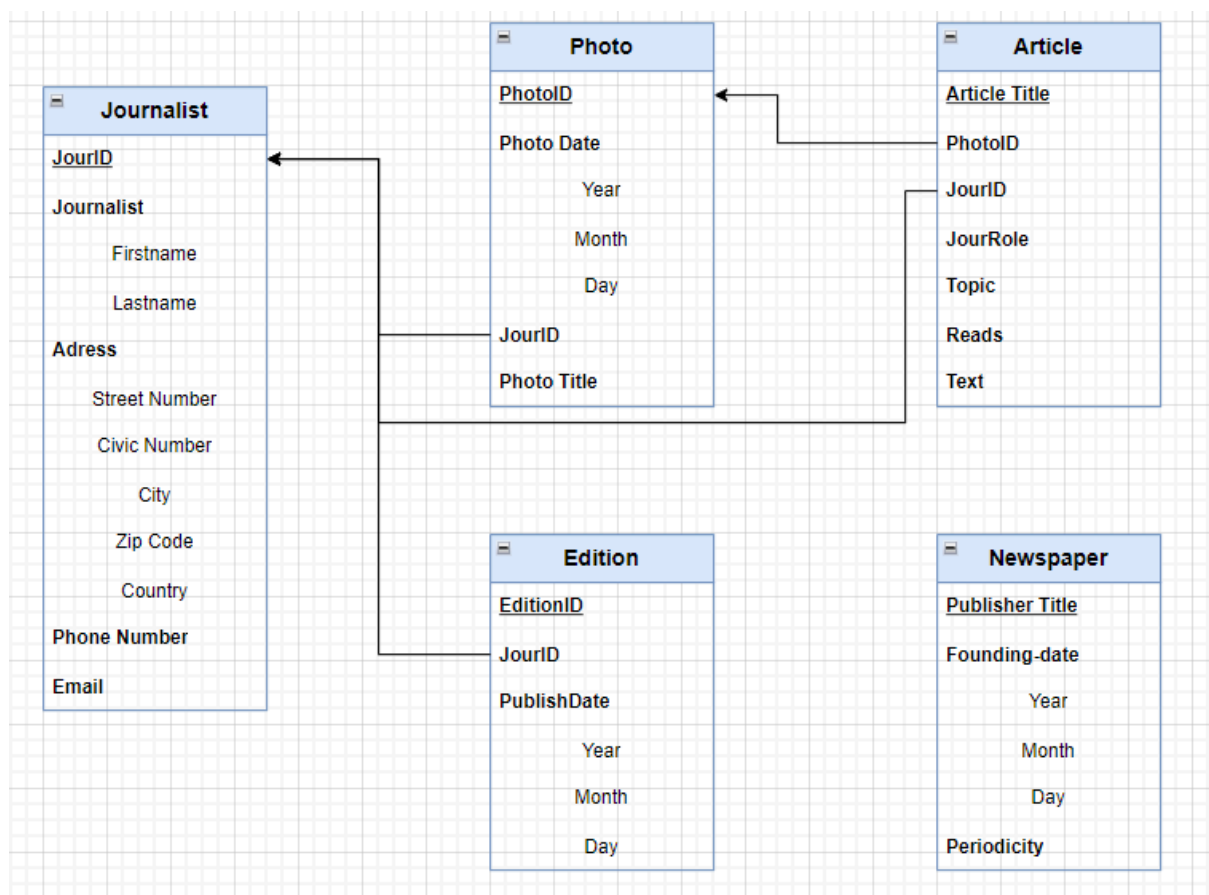 Journalist
JourID
Journalist
Firstname
Lastname
Adress
Street Number
Civic Number
City
Zip Code
Country
Phone Number
Email
Photo
PhotoID
Photo Date
Year
Month
Day
JourID
Photo Title
Article
Article Title
PhotoID
JourID
JourRole
Topic
Reads
Text
Edition
EditionID
JourID
PublishDate
Year
Month
Day
Newspaper
Publisher Title
Founding-date
Year
Month
Day
Periodicity